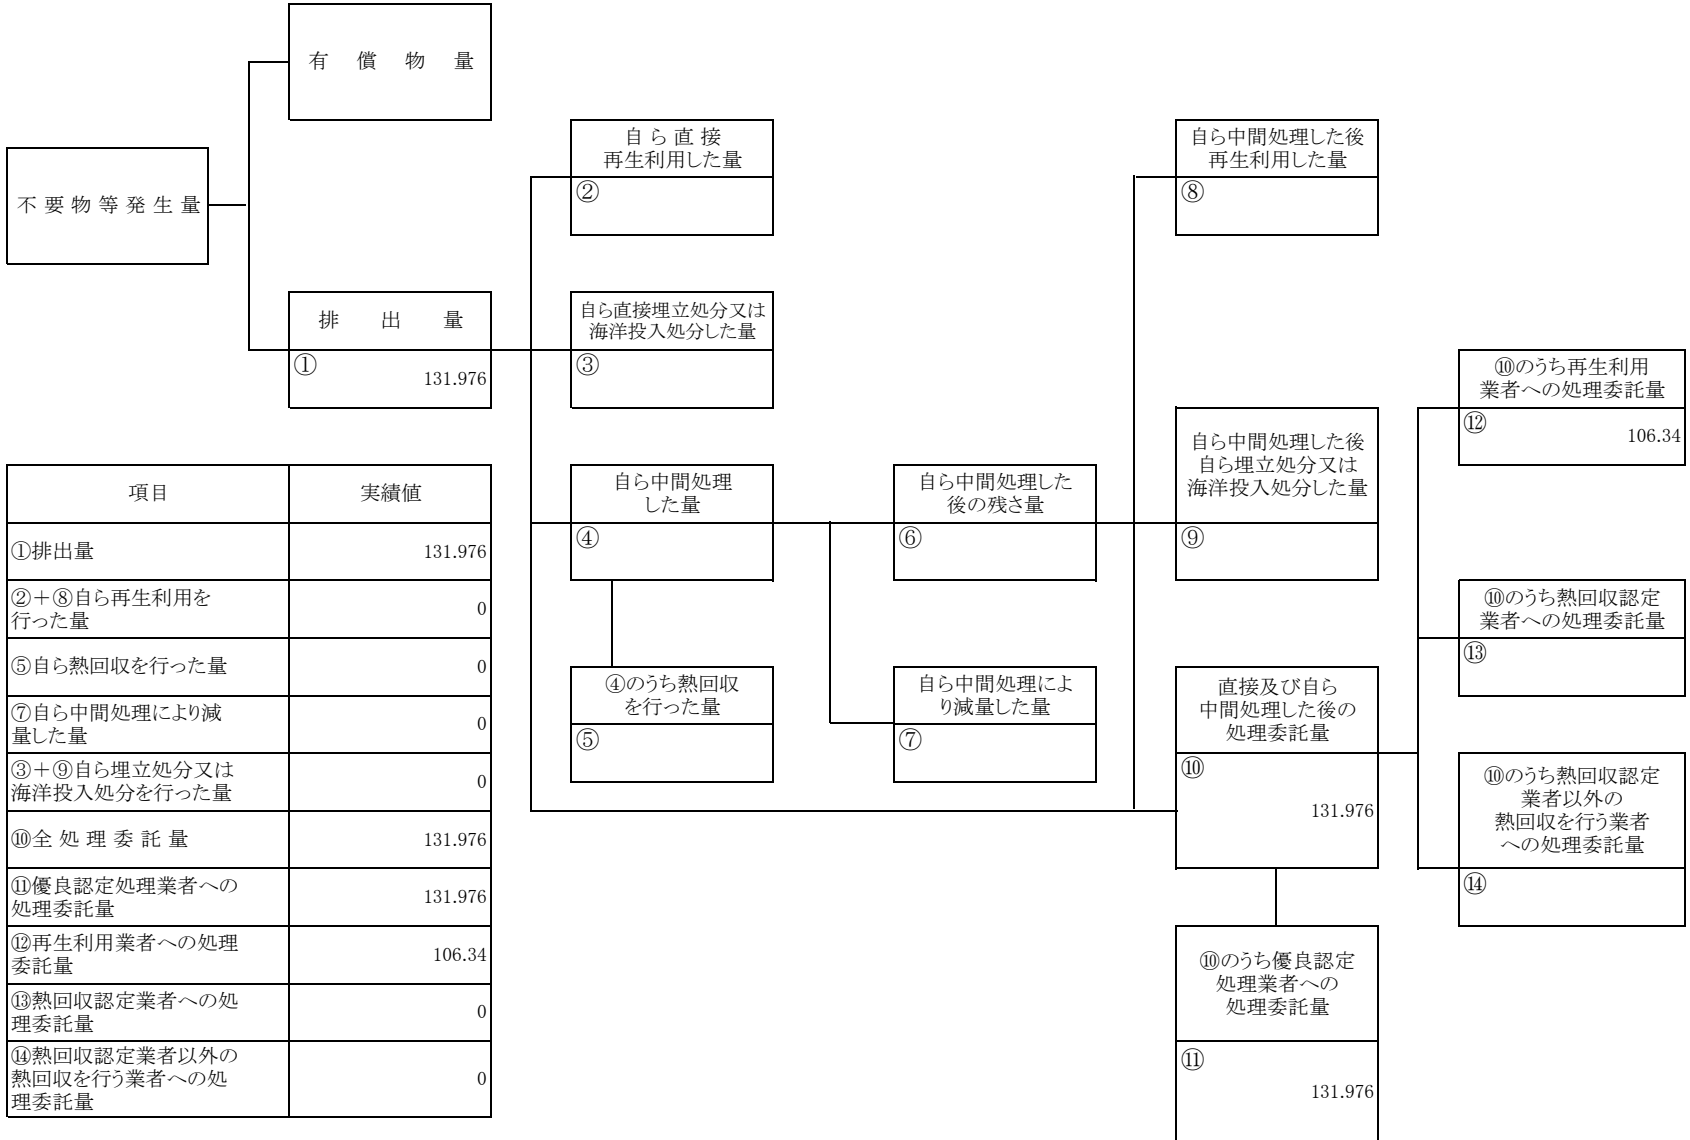 有 償 物 量
不 要 物 等 発 生 量
自 ら 直 接
再生利用した量
②
自ら中間処理した後
再生利用した量
⑧
排 出 量
①
131.976
自ら直接埋立処分又は
海洋投入処分した量
③
⑩のうち再生利用
業者への処理委託量
⑫
106.34
自ら中間処理
した量
④
自ら中間処理した
後の残さ量
⑥
自ら中間処理した後
自ら埋立処分又は
海洋投入処分した量
⑨
⑩のうち熱回収認定
業者への処理委託量
⑬
④のうち熱回収
を行った量
⑤
自ら中間処理によ
り減量した量
⑦
直接及び自ら
中間処理した後の
処理委託量
⑩
131.976
⑩のうち熱回収認定
業者以外の
熱回収を行う業者
への処理委託量
⑭
⑩のうち優良認定
処理業者への
処理委託量
⑪
131.976
項目 実績値
①排出量 131.976
②＋⑧自ら再生利用を
行った量 0
⑤自ら熱回収を行った量 0
⑦自ら中間処理により減
量した量 0
③＋⑨自ら埋立処分又は
海洋投入処分を行った量 0
⑩全 処 理 委 託 量 131.976
⑪優良認定処理業者への
処理委託量 131.976
⑫再生利用業者への処理
委託量 106.34
⑬熱回収認定業者への処
理委託量 0
⑭熱回収認定業者以外の
熱回収を行う業者への処
理委託量 0